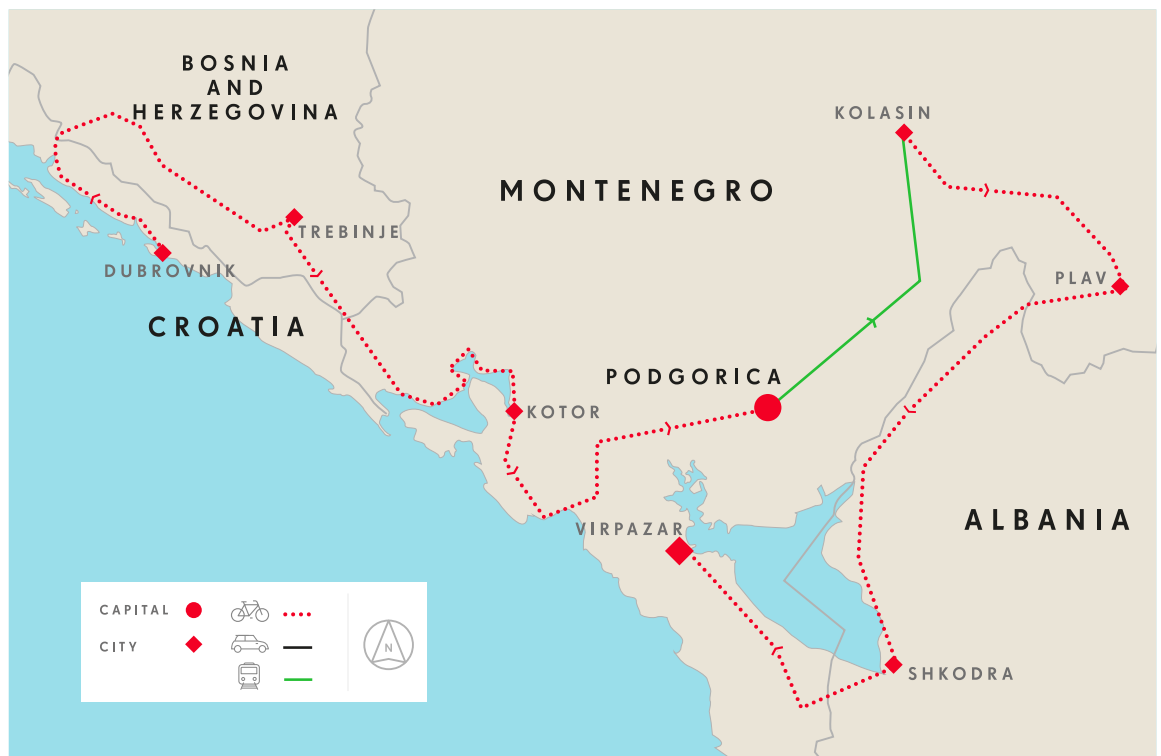 BOSNIA
AND
HERZEGOVINA
KOLASIN
MONTENEGRO
TREBINJE
DUBROVNIK
PLAV
CROATIA
PODGORICA
KOTOR
VIRPAZAR
ALBANIA
SHKODRA
CAPITAL
CITY
N